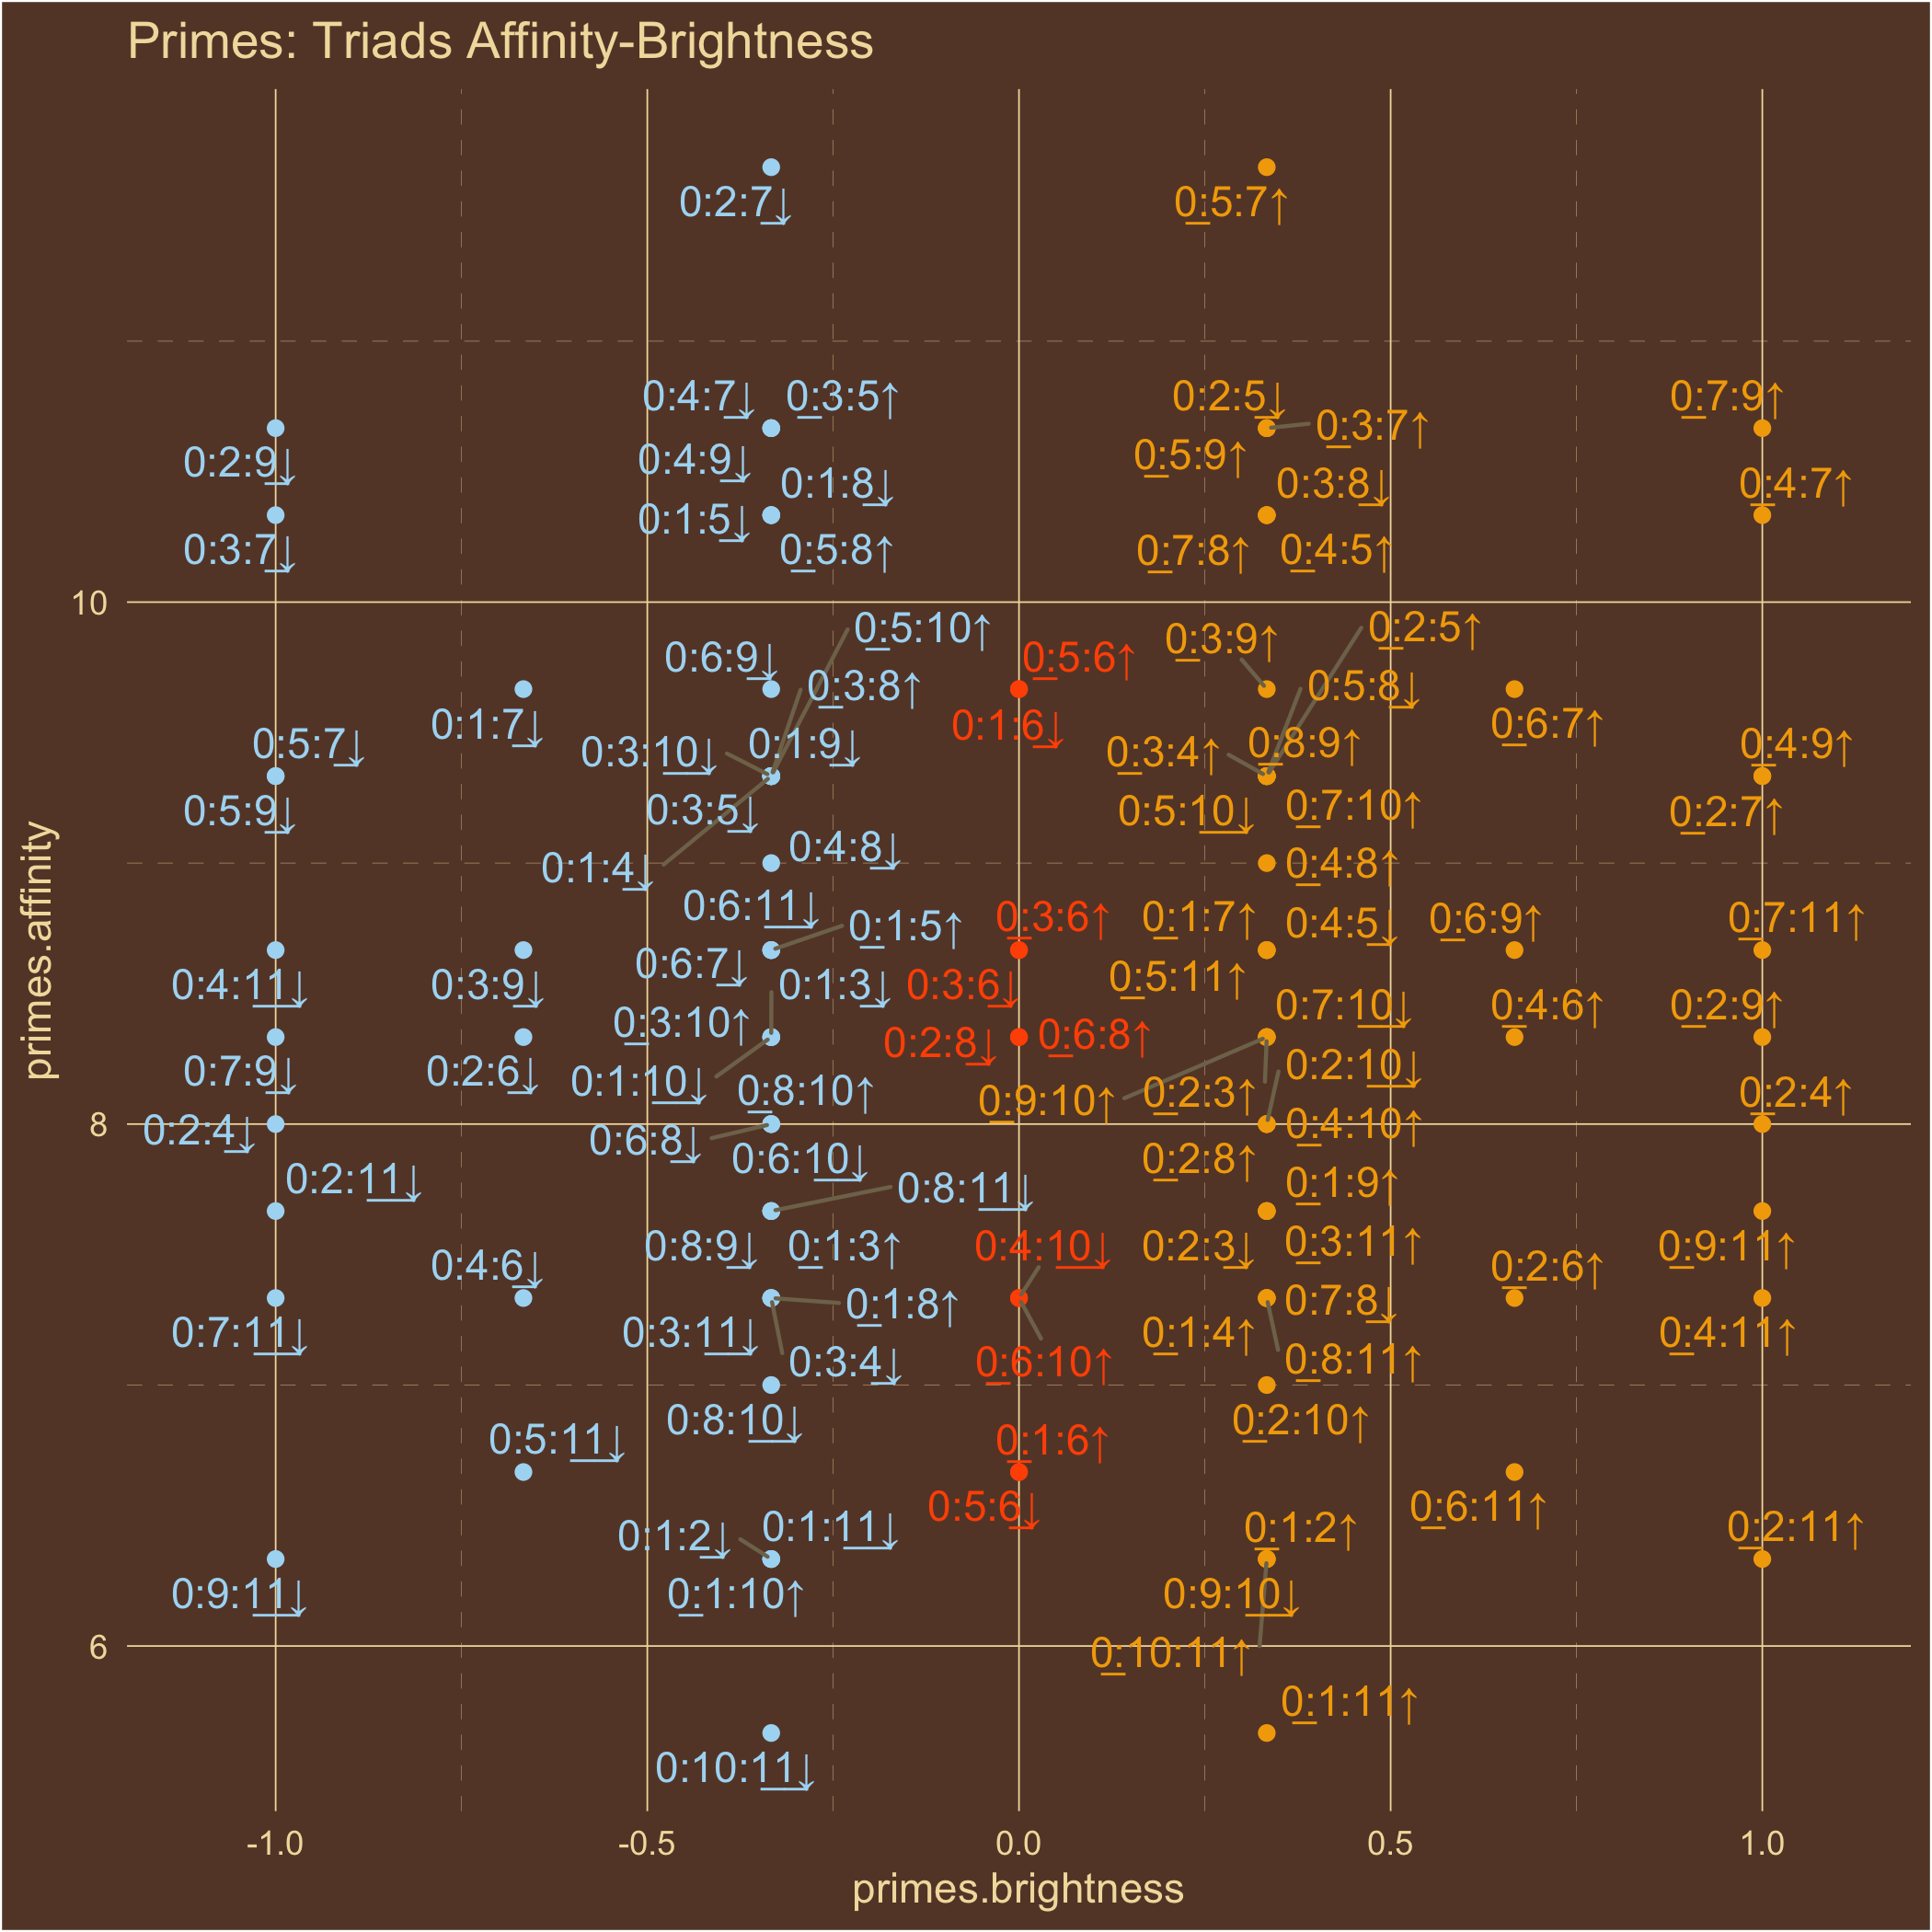 Primes: Triads Affinity-Brightness
0:2:7↓ 0:5:7↑
0:4:7↓ 0:3:5↑ 0:2:5↓ 0:7:9↑
0:3:7↑
0:2:9↓ 0:4:9↓ 0:5:9↑
0:1:8↓ 0:3:8↓ 0:4:7↑
0:1:5↓
0:3:7↓ 0:5:8↑ 0:7:8↑ 0:4:5↑
10
0:5:10↑ 0:3:9↑ 0:2:5↑
0:6:9↓ 0:5:6↑
0:3:8↑ 0:5:8↓
0:1:7↓ 0:1:6↓ 0:6:7↑
0:5:7↓ 0:3:10↓ 0:1:9↓ 0:3:4↑ 0:8:9↑ 0:4:9↑
0:5:9↓ 0:3:5↓ 0:5:10↓ 0:7:10↑ 0:2:7↑
0:1:4↓ 0:4:8↓ 0:4:8↑
0:6:11↓ 0:1:5↑ 0:3:6↑ 0:1:7↑ 0:4:5↓ 0:6:9↑ 0:7:11↑
0:6:7↓
0:4:11↓ 0:3:9↓ 0:1:3↓ 0:3:6↓ 0:5:11↑
0:3:10↑ 0:7:10↓ 0:4:6↑ 0:2:9↑
0:2:8↓ 0:6:8↑
0:7:9↓ 0:2:6↓ 0:1:10↓ 0:2:10↓
0:8:10↑ 0:9:10↑ 0:2:3↑ 0:2:4↑
8
0:2:4↓ 0:6:8↓ 0:4:10↑
0:2:11↓ 0:6:10↓ 0:8:11↓ 0:2:8↑ 0:1:9↑
0:4:6↓ 0:8:9↓ 0:1:3↑ 0:4:10↓ 0:2:3↓ 0:3:11↑ 0:2:6↑ 0:9:11↑
0:1:8↑ 0:7:8↓
0:7:11↓ 0:3:11↓ 0:1:4↑ 0:4:11↑
0:3:4↓ 0:6:10↑ 0:8:11↑
0:5:11↓ 0:8:10↓ 0:1:6↑ 0:2:10↑
0:5:6↓ 0:6:11↑
0:1:2↓ 0:1:11↓ 0:1:2↑ 0:2:11↑
0:9:11↓ 0:1:10↑ 0:9:10↓
6
0:10:11↑
0:1:11↑
0:10:11↓
-1.0 -0.5 0.0 0.5 1.0
primes.brightness
primes.affinity